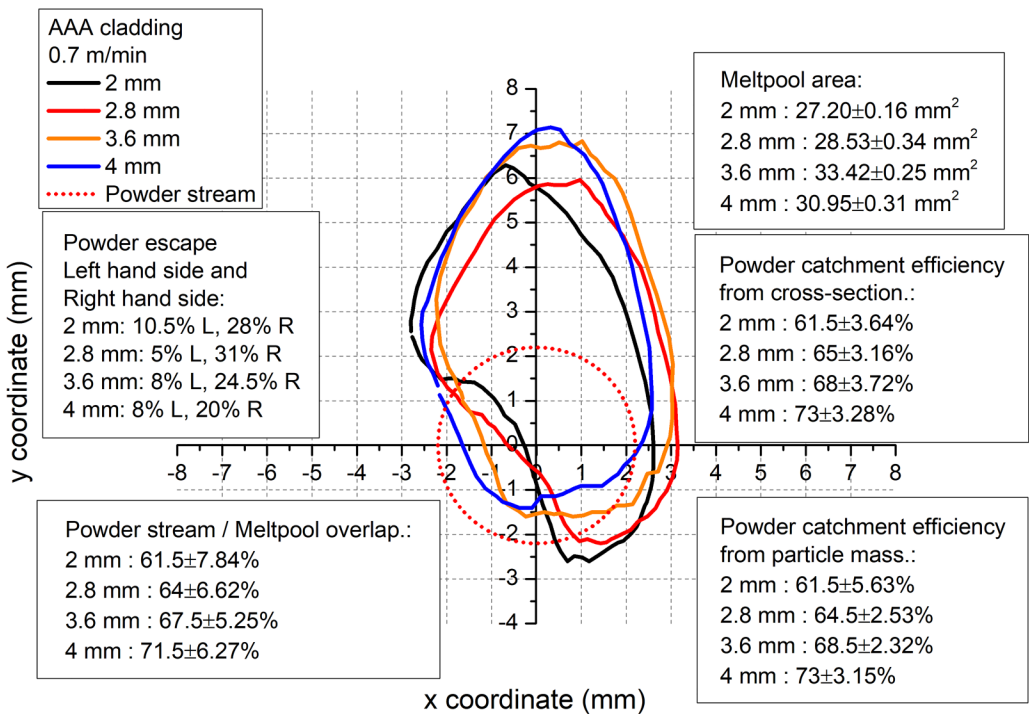 AAA cladding
0.7 m/min
2 mm
2.8 mm
3.6 mm
4 mm
Powder stream
Meltpool area:
2 mm : 27.20±0.16 mm²
2.8 mm : 28.53±0.34 mm²
3.6 mm : 33.42±0.25 mm²
4 mm : 30.95±0.31 mm²
Powder escape
Left hand side and
Right hand side:
2 mm: 10.5% L, 28% R
2.8 mm: 5% L, 31% R
3.6 mm: 8% L, 24.5% R
4 mm: 8% L, 20% R
Powder catchment efficiency
from cross-section.:
2 mm : 61.5±3.64%
2.8 mm : 65±3.16%
3.6 mm : 68±3.72%
4 mm : 73±3.28%
8
7
6
5
4
3
2
1
0
-1
-2
-3
-4
-8 -7 -6 -5 -4 -3 -2 -1 0 1 2 3 4 5 6 7 8
y coordinate (mm)
Powder stream / Meltpool overlap.:
2 mm : 61.5±7.84%
2.8 mm : 64±6.62%
3.6 mm : 67.5±5.25%
4 mm : 71.5±6.27%
Powder catchment efficiency
from particle mass.:
2 mm : 61.5±5.63%
2.8 mm : 64.5±2.53%
3.6 mm : 68.5±2.32%
4 mm : 73±3.15%
x coordinate (mm)